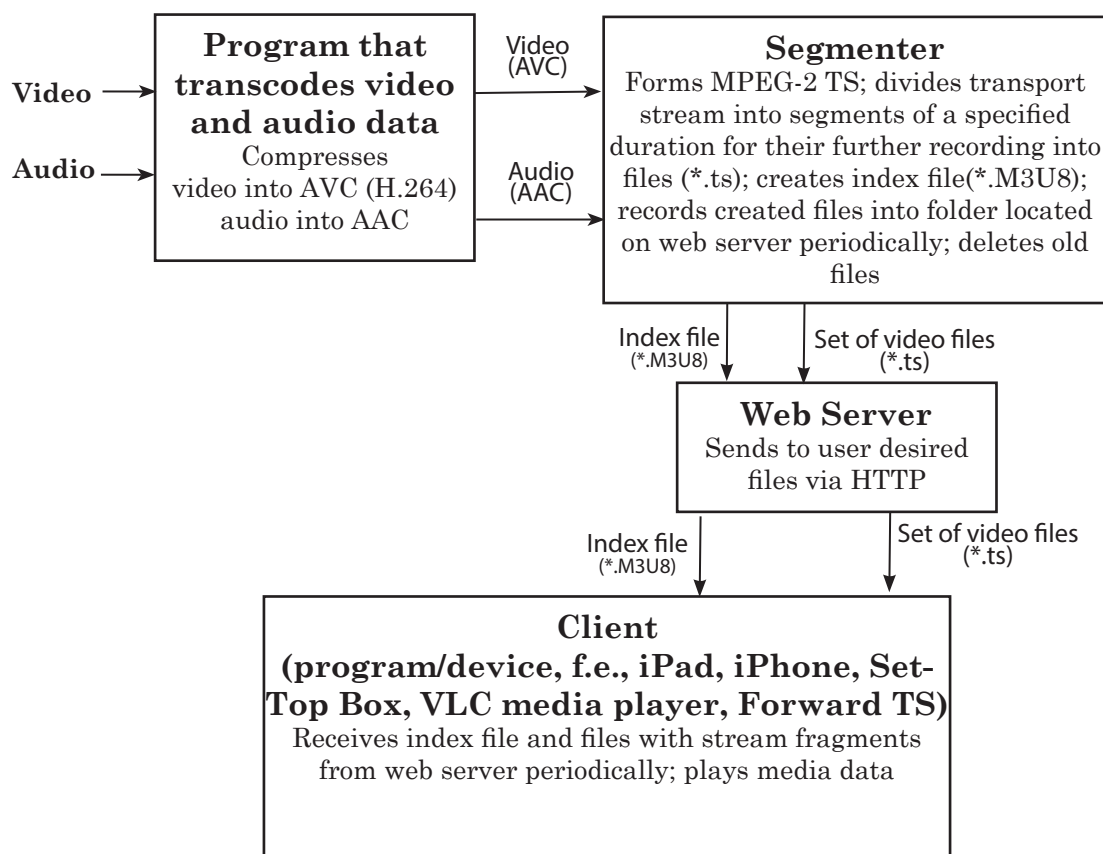 Video
Audio
Program that
transcodes video
and audio data
Compresses
video into AVC (H.264)
audio into AAC
Video
(AVC)
Audio
(AAC)
Segmenter
Forms MPEG-2 TS; divides transport
stream into segments of a specified
duration for their further recording into
files (*.ts); creates index file(*.M3U8);
records created files into folder located
on web server periodically; deletes old
files
Index file
(*.M3U8)
Set of video files
(*.ts)
Web Server
Sends to user desired
files via HTTP
Index file
(*.M3U8)
Set of video files
(*.ts)
Client
(program/device, f.e., iPad, iPhone, Set-
Top Box, VLC media player, Forward TS)
Receives index file and files with stream fragments
from web server periodically; plays media data